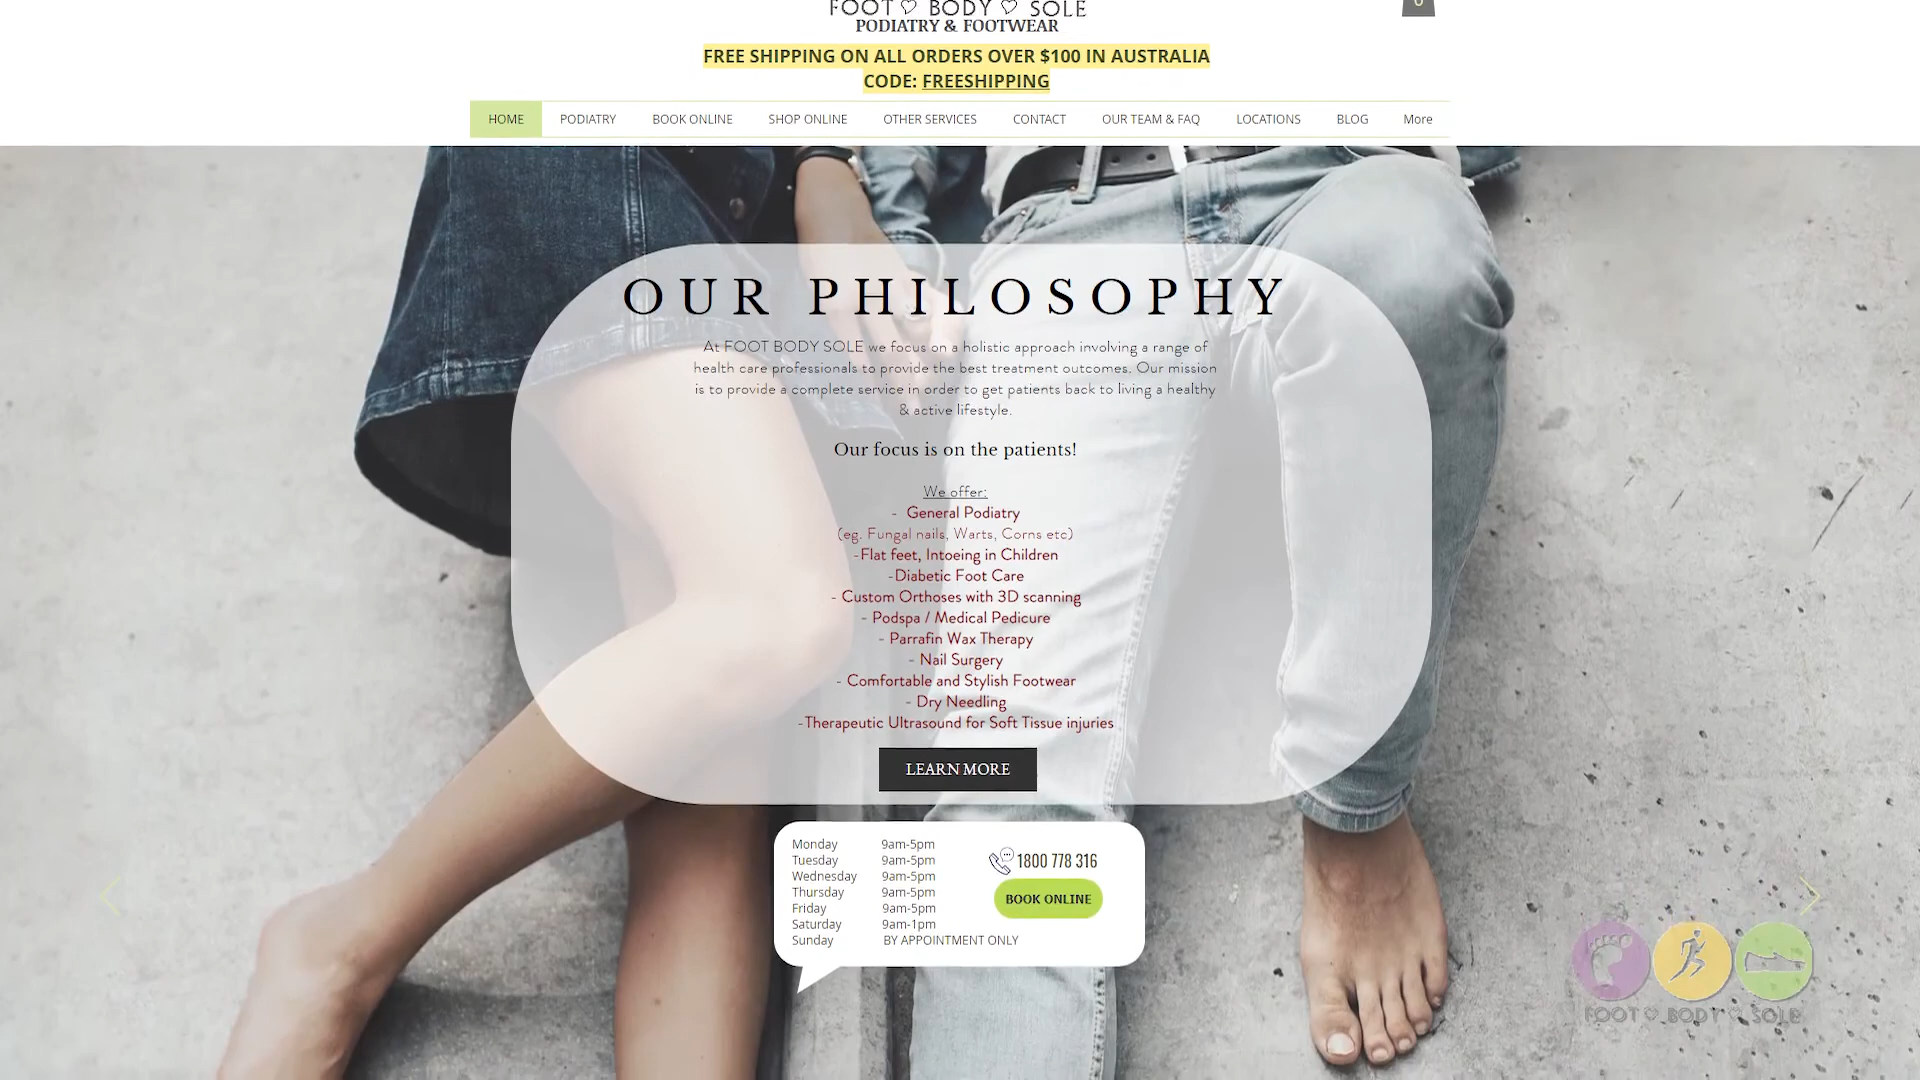 FOOT ♡ BODY ♡ SOLE
0
PODIATRY & FOOTWEAR
FREE SHIPPING ON ALL ORDERS OVER $100 IN AUSTRALIA
CODE: FREESHIPPING
HOME PODIATRY BOOK ONLINE SHOP ONLINE OTHER SERVICES CONTACT OUR TEAM & FAQ LOCATIONS BLOG More
OUR PHILOSOPHY
At FOOT BODY SOLE we focus on a holistic approach involving a range of
health care professionals to provide the best treatment outcomes. Our mission
is to provide a complete service in order to get patients back to living a healthy
& active lifestyle.
Our focus is on the patients!
We offer:
- General Podiatry
(eg. Fungal nails, Warts, Corns etc)
-Flat feet, Intoeing in Children
-Diabetic Foot Care
- Custom Orthoses with 3D scanning
- Podspa / Medical Pedicure
- Parrafin Wax Therapy
- Nail Surgery
- Comfortable and Stylish Footwear
- Dry Needling
-Therapeutic Ultrasound for Soft Tissue injuries
LEARN MORE
Monday 9am-5pm
Tuesday 9am-5pm
Wednesday 9am-5pm
Thursday 9am-5pm
Friday 9am-5pm
Saturday 9am-1pm
Sunday BY APPOINTMENT ONLY
1800 778 316
BOOK ONLINE
FOOT ♡ BODY ♡ SOLE